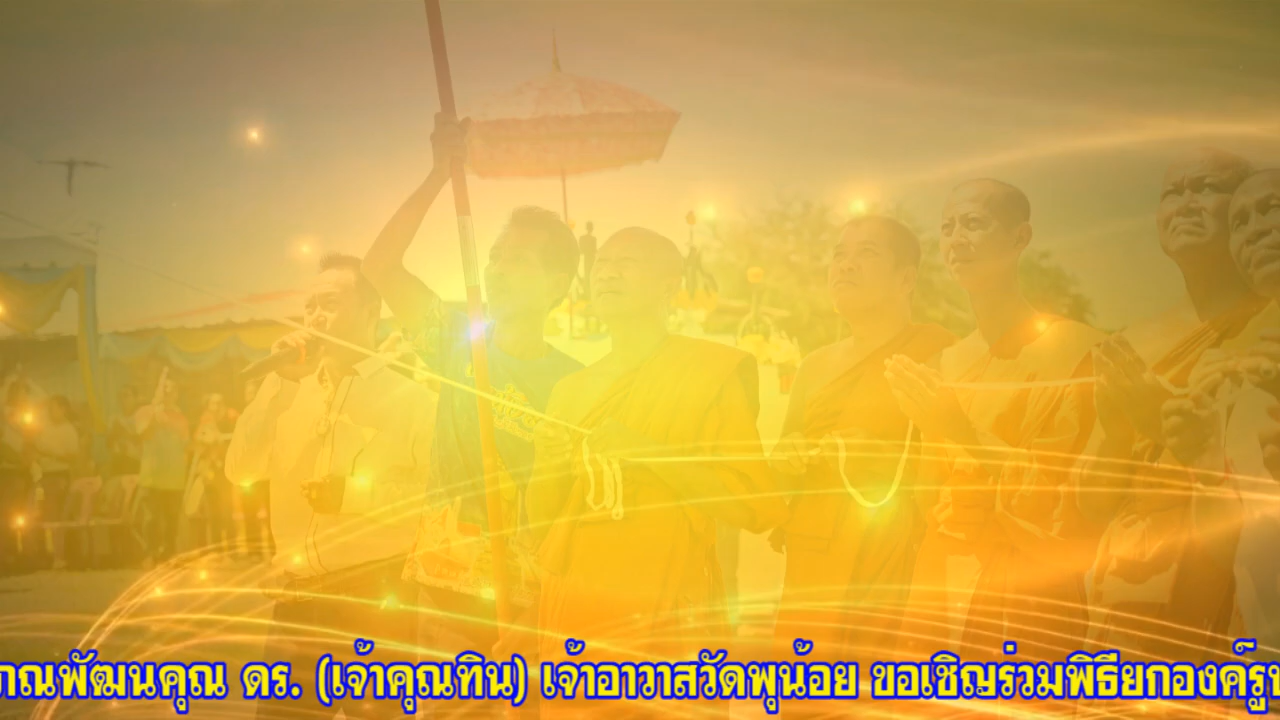 ภณพัฒนคุณ ดร. (เจ้าคุณทิน) เจ้าอาวาสวัดพุน้อย ขอเชิญร่วมพิธียกองค์รูป